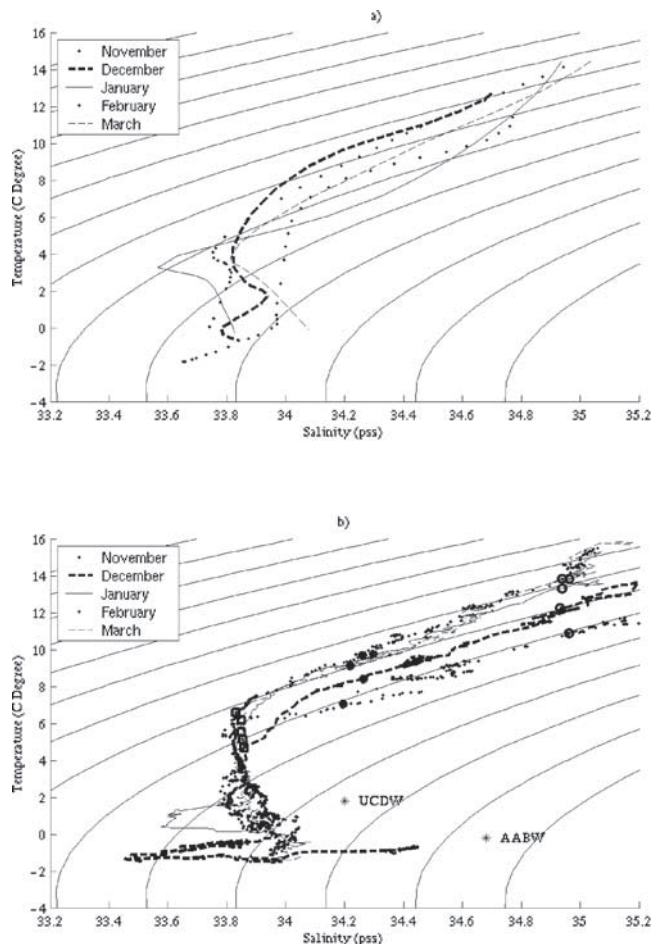 a)
16
14
12
10
8
6
4
2
0
−2
−4
Temperature (C Degree)
November
December
January
February
March
33.2 33.4 33.6 33.8 34 34.2 34.4 34.6 34.8 35 35.2
Salinity (pss)
b)
16
14
12
10
8
6
4
2
0
−2
−4
Temperature (C Degree)
November
December
January
February
March
UCDW
AABW
33.2 33.4 33.6 33.8 34 34.2 34.4 34.6 34.8 35 35.2
Salinity (pss)